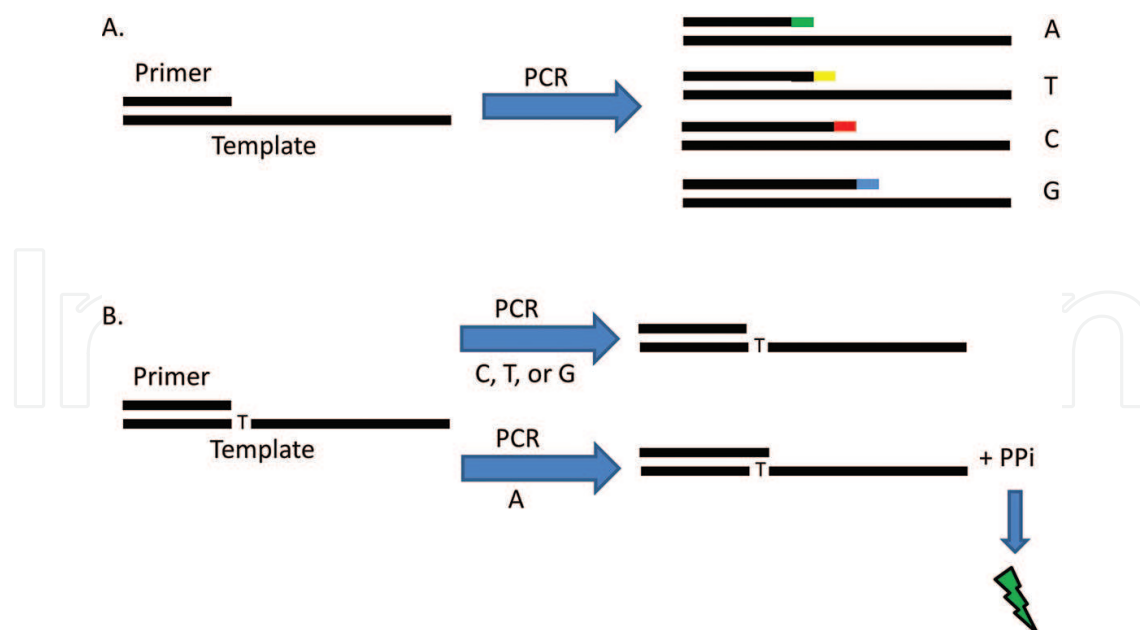 A.
Primer
Template
PCR
A
T
C
G
B.
Primer
T
Template
PCR
C, T, or G
T
PCR
A
T
+ PPi